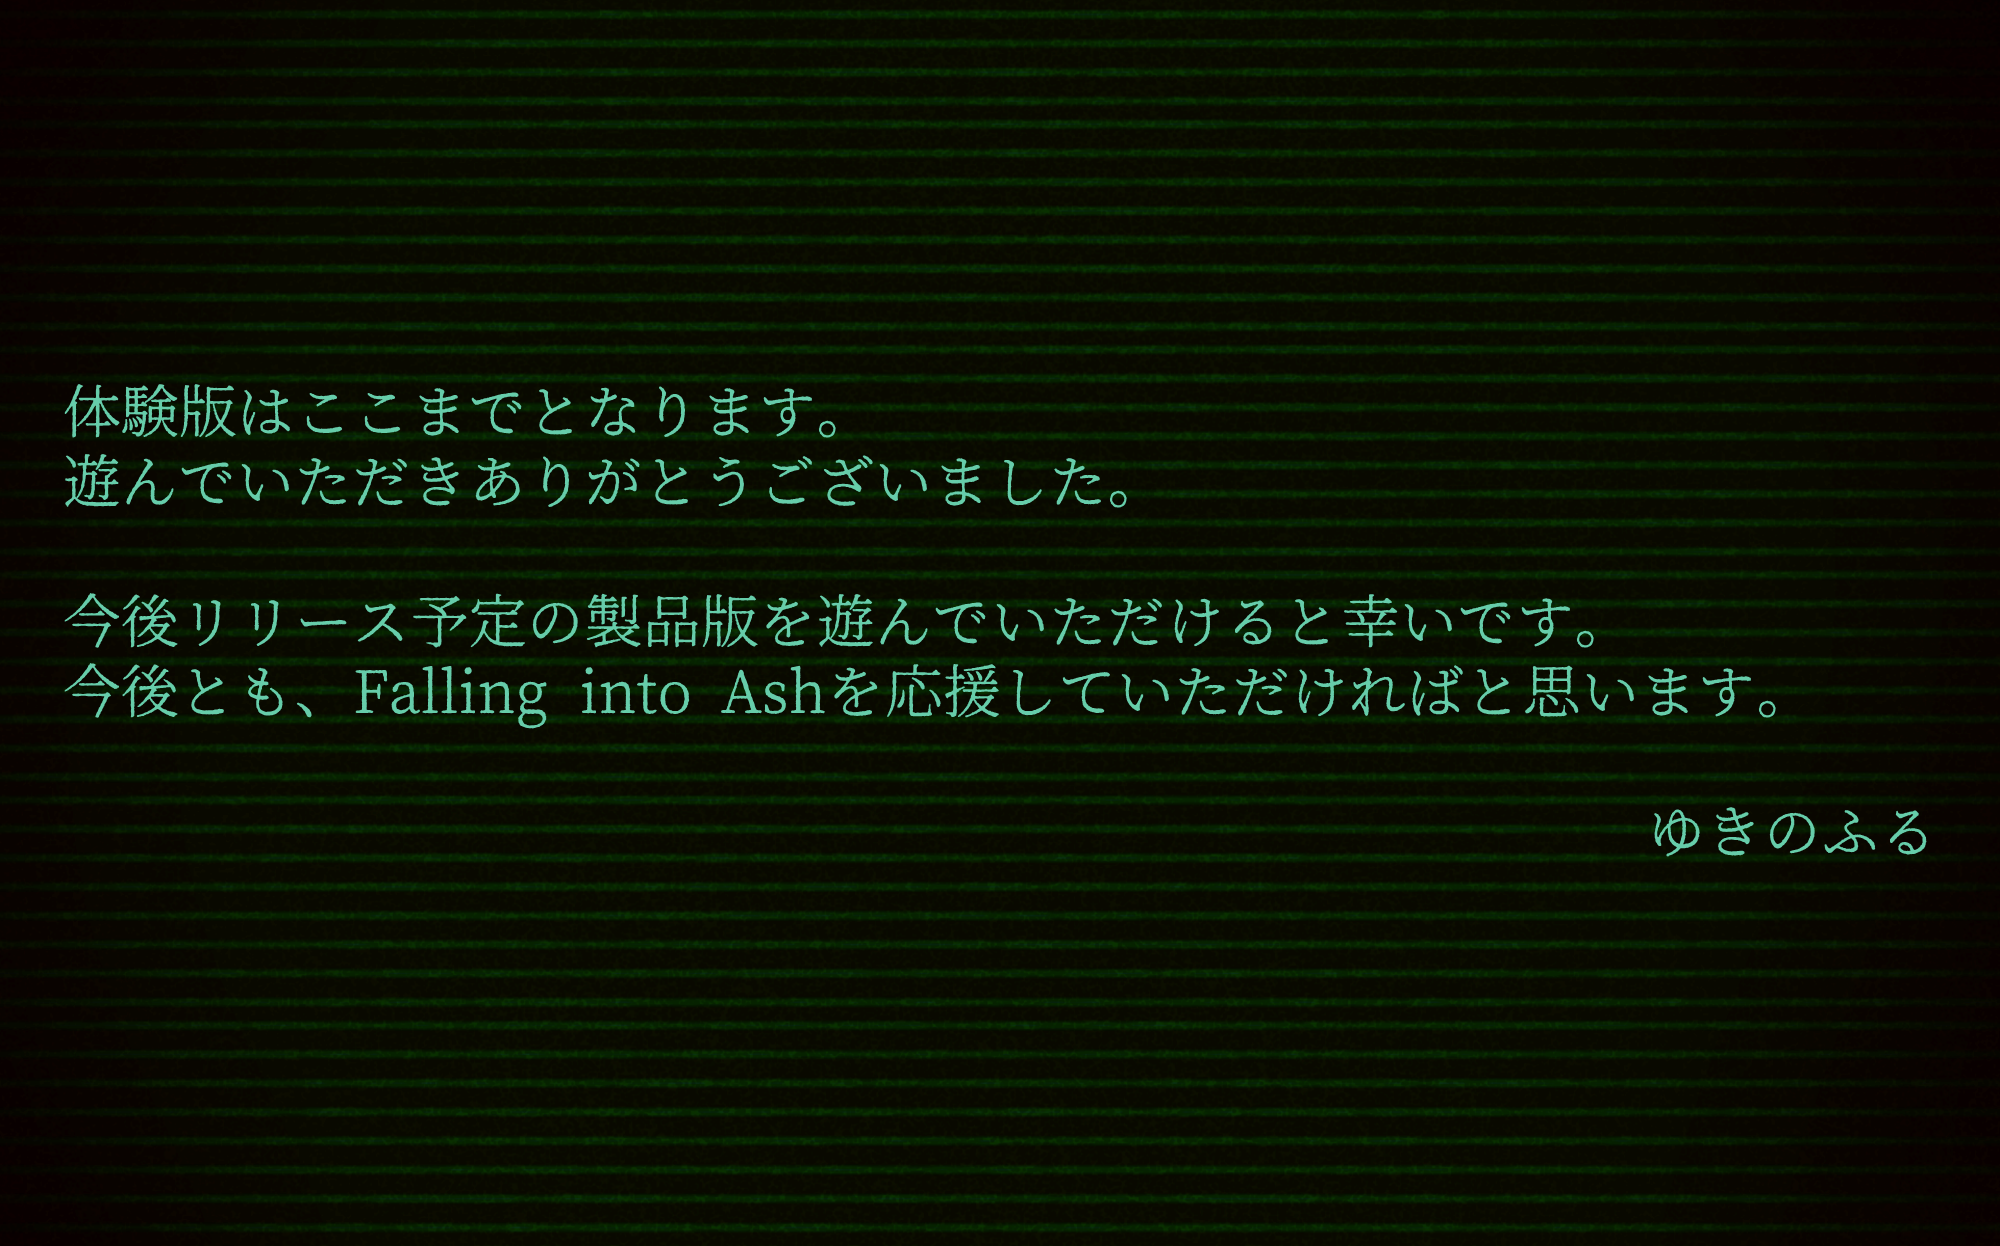 体験版はここまでとなります。
遊んでいただきありがとうございました。
今後リリース予定の製品版を遊んでいただけると幸いです。
今後とも、Falling into Ashを応援していただければと思います。
ゆきのふる